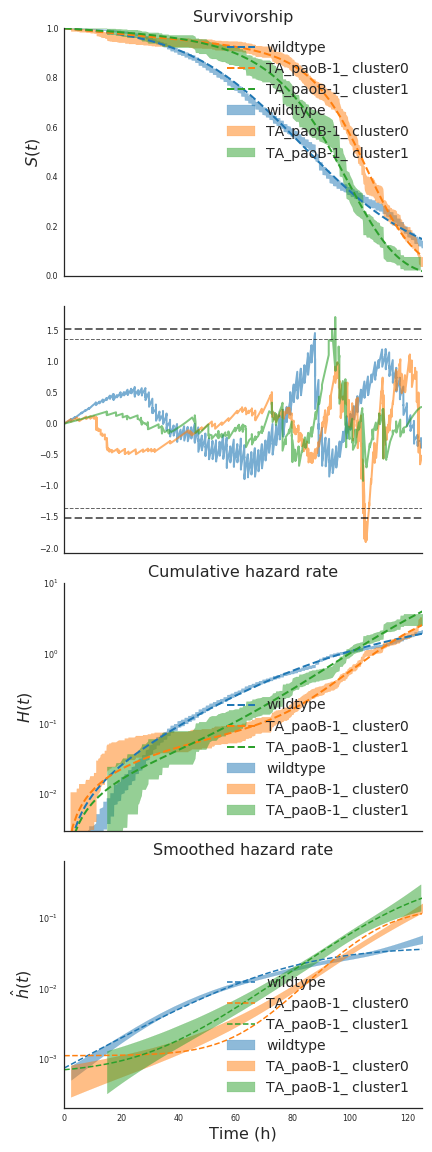 Survivorship
1.0
0.8
0.6
0.4
0.2
0.0
S(t)
wildtype
TA_paoB-1_ cluster0
TA_paoB-1_ cluster1
wildtype
TA_paoB-1_ cluster0
TA_paoB-1_ cluster1
1.5
1.0
0.5
0.0
−0.5
−1.0
−1.5
−2.0
Cumulative hazard rate
10^1
10^0
10^−1
10^−2
H(t)
wildtype
TA_paoB-1_ cluster0
TA_paoB-1_ cluster1
wildtype
TA_paoB-1_ cluster0
TA_paoB-1_ cluster1
Smoothed hazard rate
10^−1
10^−2
10^−3
ĥ(t)
wildtype
TA_paoB-1_ cluster0
TA_paoB-1_ cluster1
wildtype
TA_paoB-1_ cluster0
TA_paoB-1_ cluster1
0 20 40 60 80 100 120
Time (h)